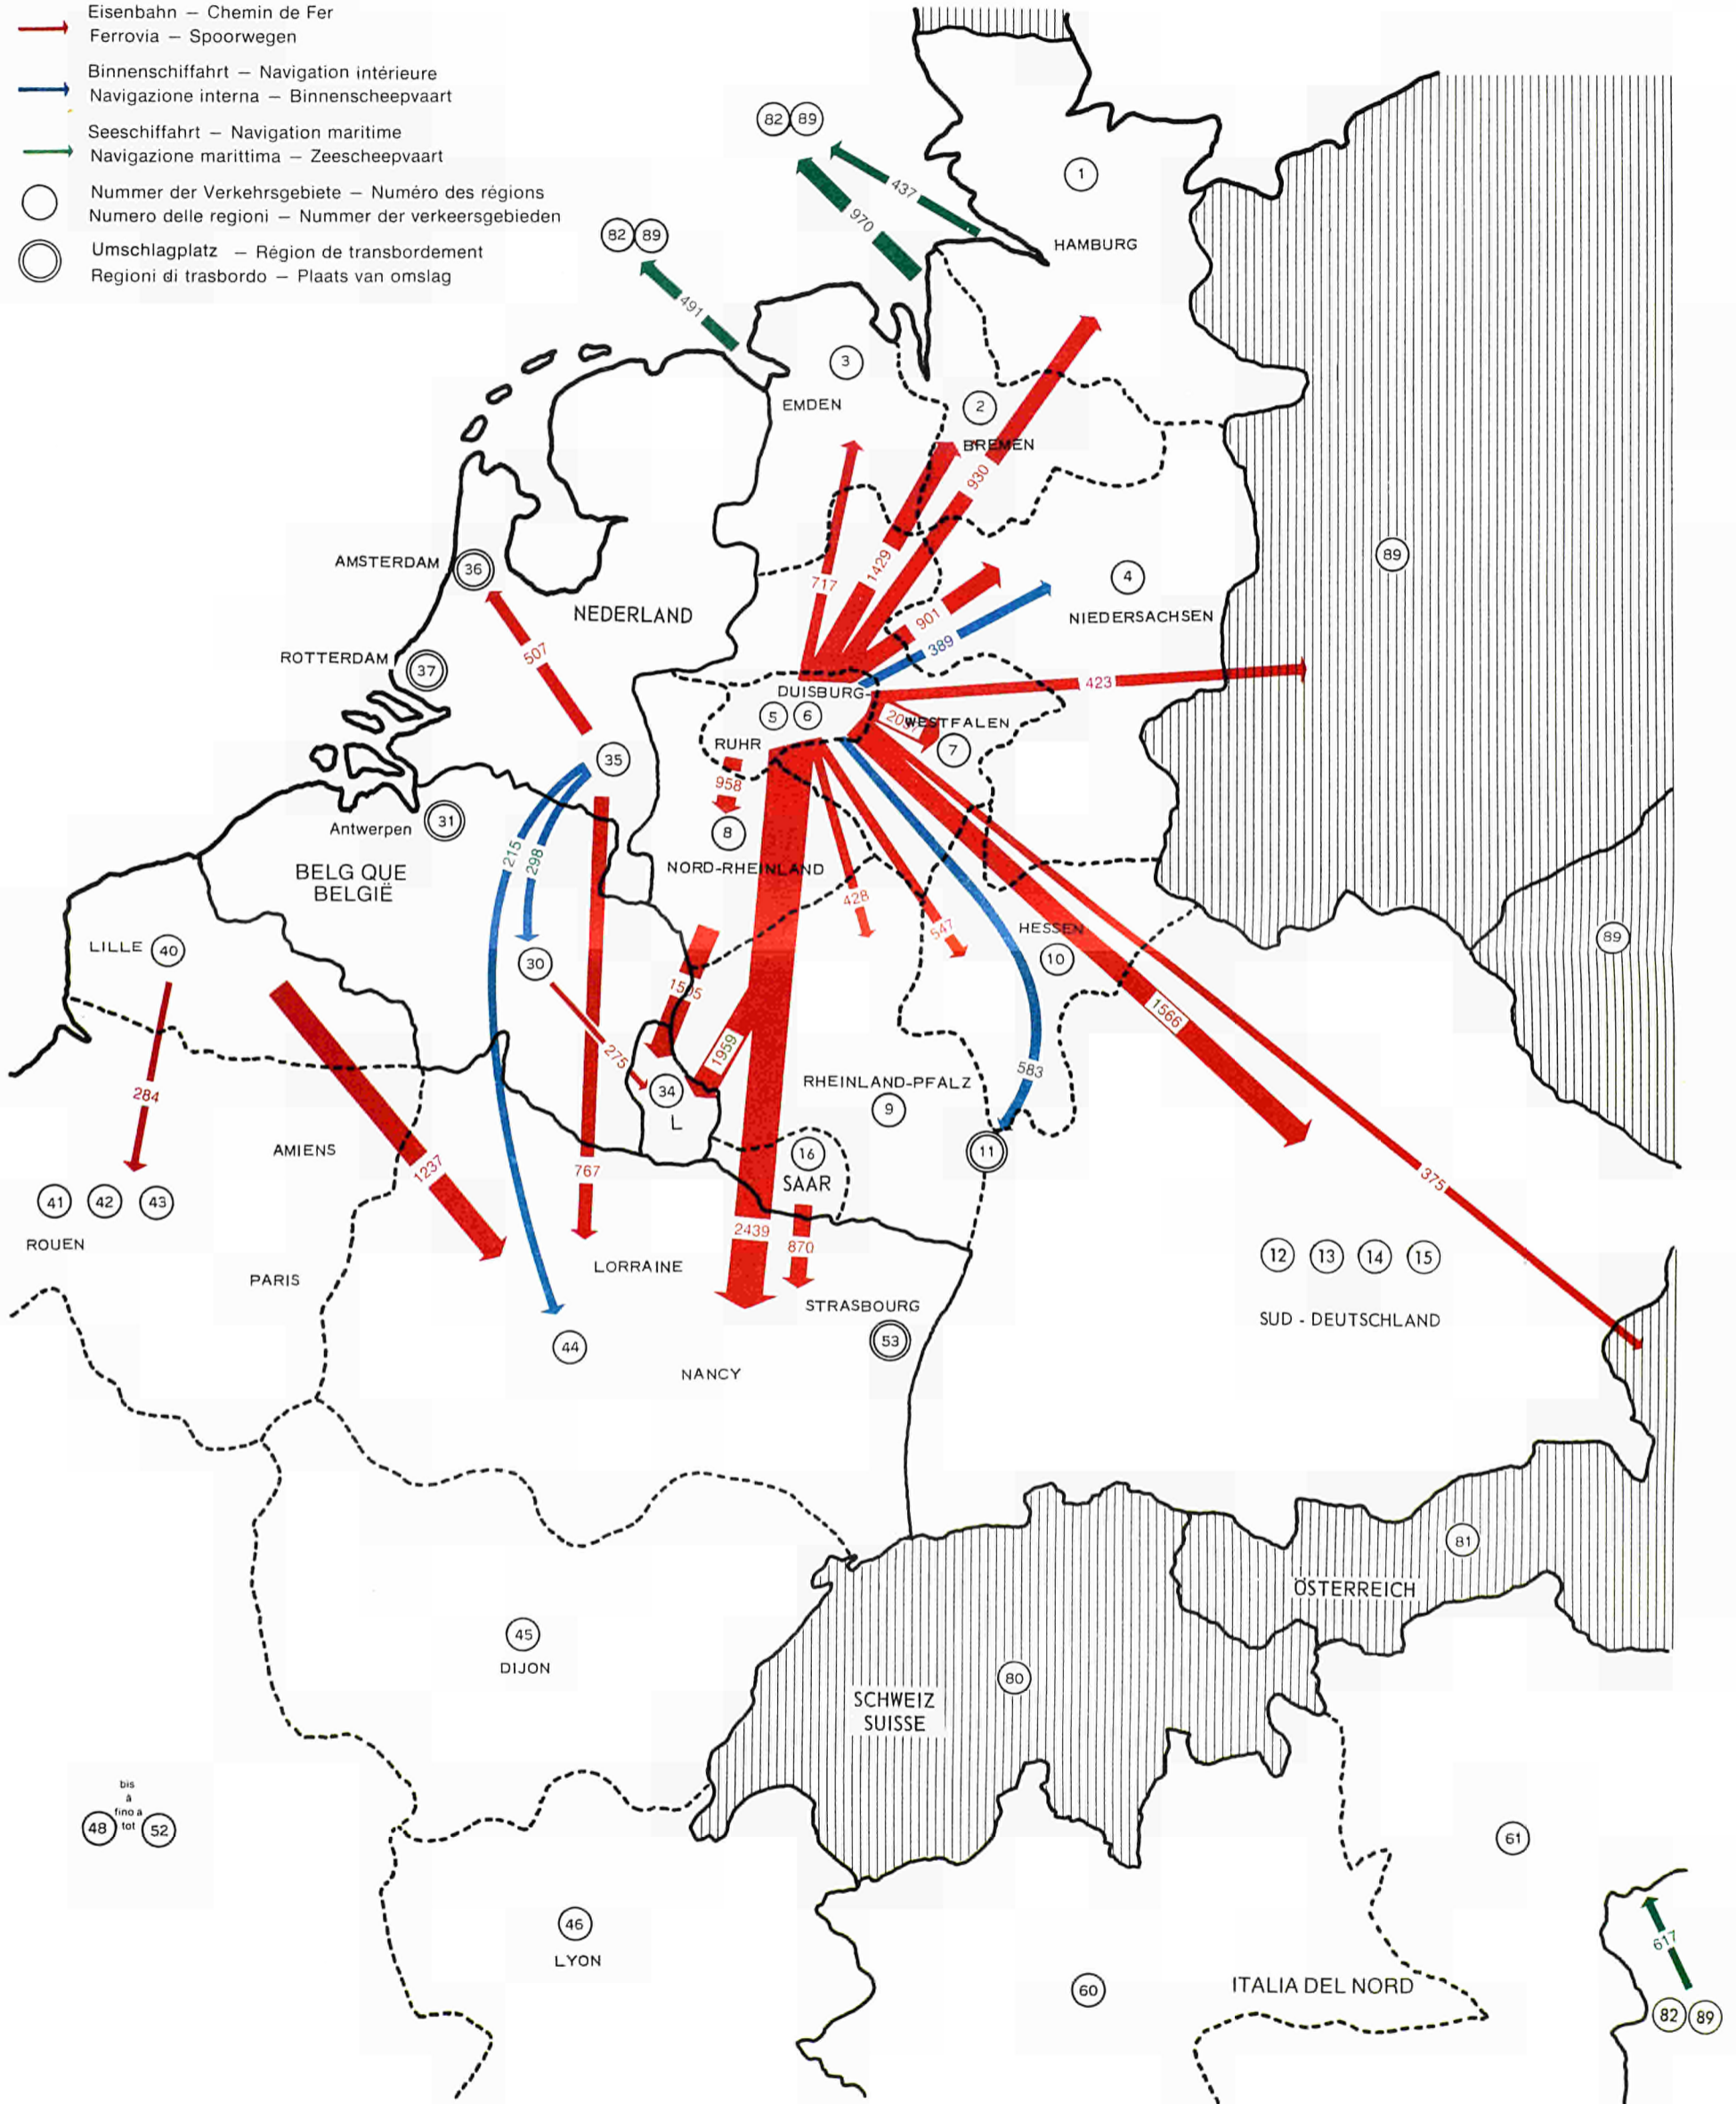 Eisenbahn — Chemin de Fer
Ferrovia — Spoorwegen
Binnenschiffahrt — Navigation intérieure
Navigazione interna — Binnenscheepvaart
Seeschiffahrt — Navigation maritime
Navigazione marittima — Zeescheepvaart
Nummer der Verkehrsgebiete — Numéro des régions
Numero delle regioni — Nummer der verkeersgebieden
Umschlagplatz — Région de transbordement
Regioni di trasbordo — Plaats van omslag
82 89
437
1
970
HAMBURG
82 89
491
3
EMDEN
2
BREMEN
930
AMSTERDAM
36
1429
717
89
4
NEDERLAND
NIEDERSACHSEN
901
389
507
ROTTERDAM
37
423
DUISBURG-
5 6
WESTFALEN
RUHR
7
35
958
Antwerpen
31
8
215
298
BELG QUE
BELGIË
NORD-RHEINLAND
428
547
HESSEN
10
LILLE
40
30
89
1566
275
1959
583
284
34
L
RHEINLAND-PFALZ
9
AMIENS
1237
767
16
SAAR
11
375
41 42 43
ROUEN
2439
870
LORRAINE
PARIS
12 13 14 15
STRASBOURG
SUD - DEUTSCHLAND
53
44
NANCY
81
ÖSTERREICH
45
DIJON
80
SCHWEIZ
SUISSE
bis
à
fino a
tot
48 52
61
46
LYON
617
60
ITALIA DEL NORD
82 89